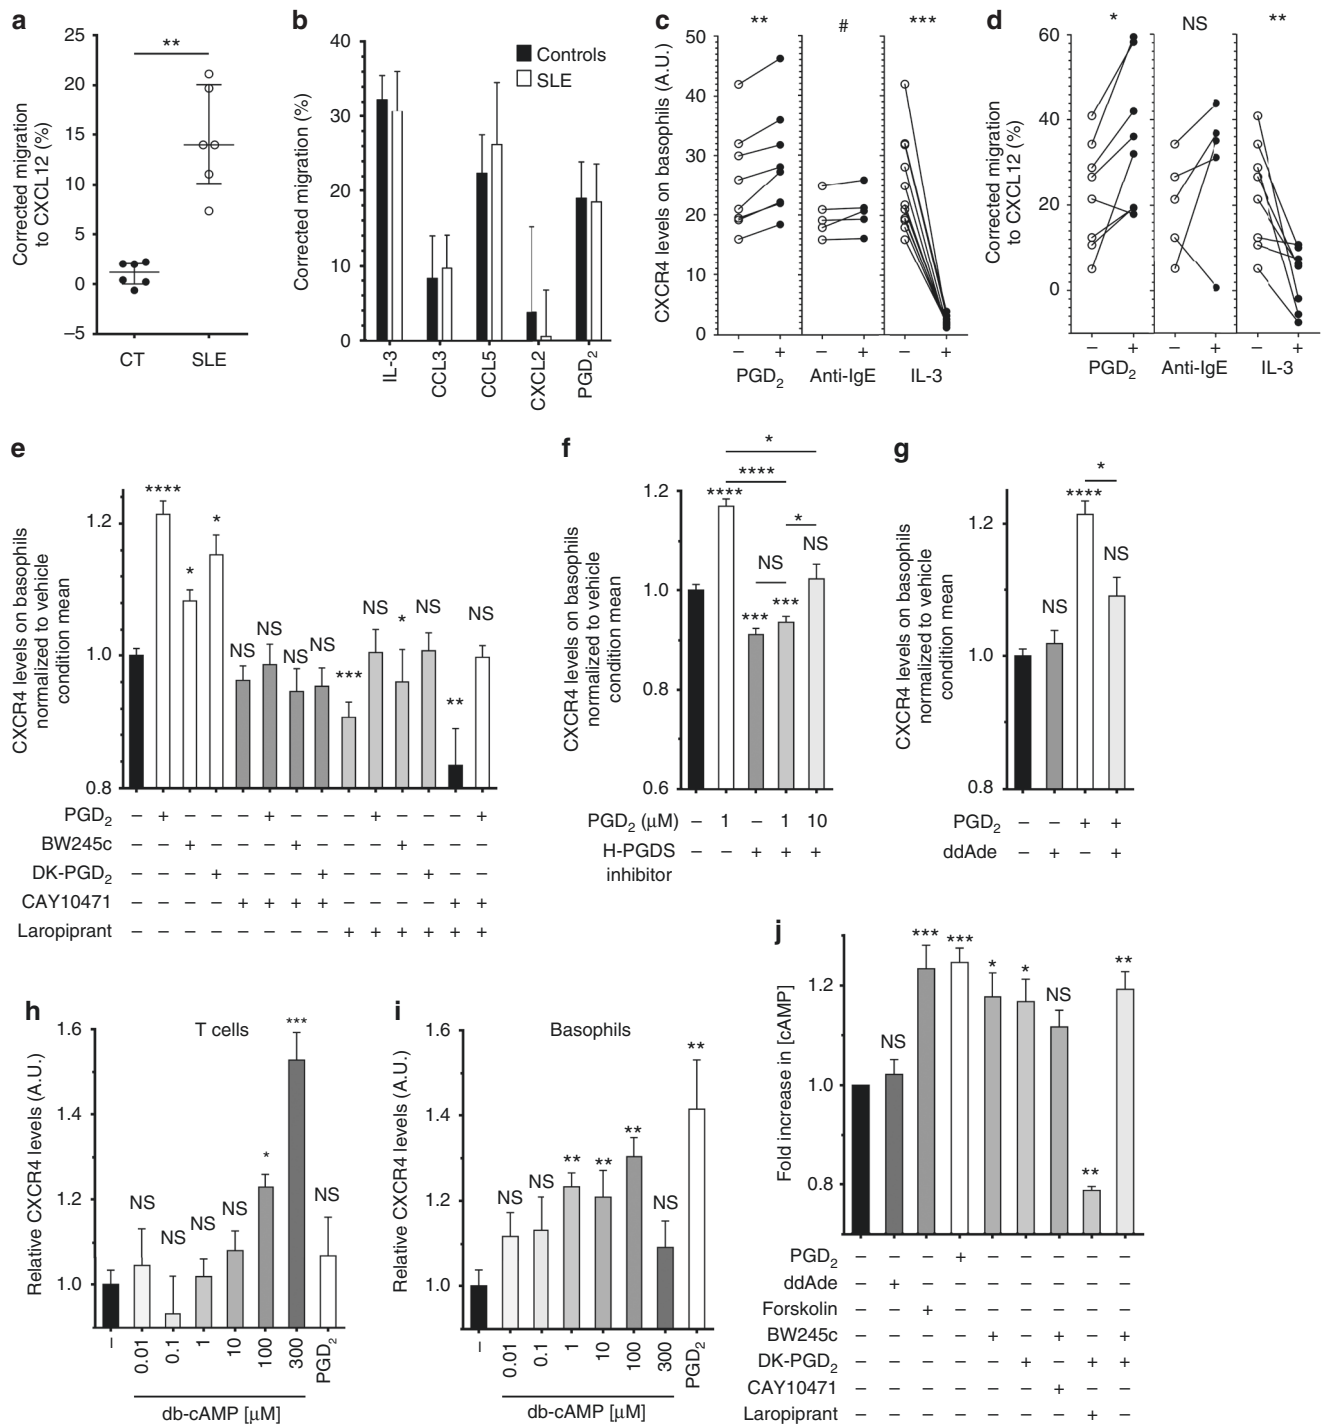 a
Corrected migration
to CXCL12 (%)
25
20
15
10
5
0
–5
**
CT
SLE
b
Corrected migration (%)
40
30
20
10
0
Controls
SLE
IL-3
CCL3
CCL5
CXCL2
PGD2
c
CXCR4 levels on basophils (A.U.)
50
40
30
20
10
0
** # ***
– + – + – +
PGD2 Anti-IgE IL-3
d
Corrected migration
to CXCL12 (%)
60
40
20
0
* NS **
– + – + – +
PGD2 Anti-IgE IL-3
e
CXCR4 levels on basophils
normalized to vehicle
condition mean
1.2
1.0
0.8
**** * * NS NS NS NS *** NS * NS ** NS
PGD2 – + – – – + – – – + – – – +
BW245c – – + – – – + – – – + – – –
DK-PGD2 – – – + – – – + – – – + – –
CAY10471 – – – – + + + + – – – – + +
Laropiprant – – – – – – – – + + + + + +
f
CXCR4 levels on basophils
normalized to vehicle
condition mean
1.2
1.0
0.8
0.6
*
****
**** *
NS NS
*** ***
PGD2 (μM) – 1 – 1 10
H-PGDS – – + + +
inhibitor
g
CXCR4 levels on basophils
normalized to vehicle
condition mean
1.2
1.0
0.8
*
****
NS NS
PGD2 – – + +
ddAde – + – +
h
T cells
Relative CXCR4 levels (A.U.)
1.6
1.4
1.2
1.0
NS NS NS NS * *** NS
– 0.01 0.1 1 10 100 300 PGD2
db-cAMP [μM]
i
Basophils
Relative CXCR4 levels (A.U.)
1.6
1.4
1.2
1.0
NS NS ** ** ** NS **
– 0.01 0.1 1 10 100 300 PGD2
db-cAMP [μM]
j
Fold increase in [cAMP]
1.2
1.0
0.8
NS *** *** * * NS ** **
PGD2 – – – + – – – – –
ddAde – + – – – – – – –
Forskolin – – + – – – – – –
BW245c – – – – + – + – +
DK-PGD2 – – – – – + – + +
CAY10471 – – – – – – + – –
Laropiprant – – – – – – – + –